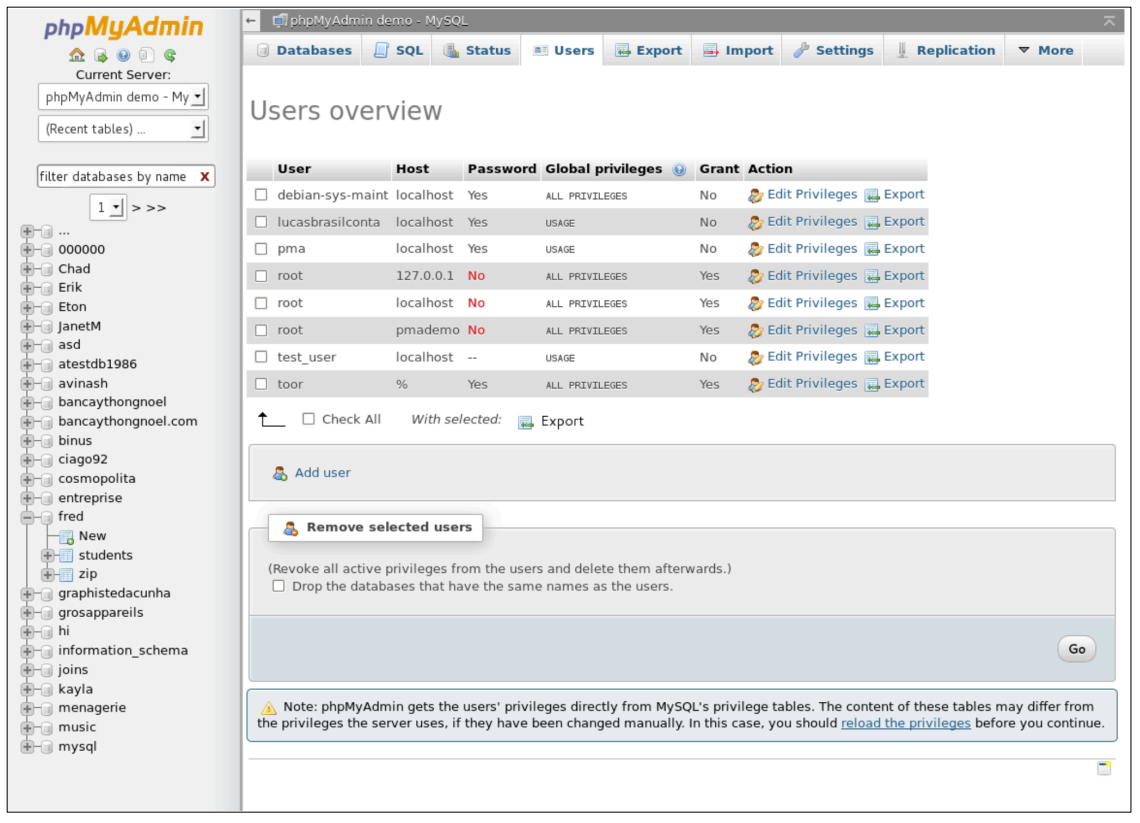 phpMyAdmin
Current Server:
phpMyAdmin demo - My
(Recent tables) ...
filter databases by name X
1 > >>
...
000000
Chad
Erik
Eton
JanetM
asd
atestdb1986
avinash
bancaythongnoel
bancaythongnoel.com
binus
ciago92
cosmopolita
entreprise
fred
New
students
zip
graphistedacunha
grosappareils
hi
information_schema
joins
kayla
menagerie
music
mysql
phpMyAdmin demo - MySQL
Databases SQL Status Users Export Import Settings Replication More
Users overview
User Host Password Global privileges Grant Action
debian-sys-maint localhost Yes ALL PRIVILEGES No Edit Privileges Export
lucasbrasilconta localhost Yes USAGE No Edit Privileges Export
pma localhost Yes USAGE No Edit Privileges Export
root 127.0.0.1 No ALL PRIVILEGES Yes Edit Privileges Export
root localhost No ALL PRIVILEGES Yes Edit Privileges Export
root pmademo No ALL PRIVILEGES Yes Edit Privileges Export
test_user localhost -- USAGE No Edit Privileges Export
toor % Yes ALL PRIVILEGES Yes Edit Privileges Export
Check All With selected: Export
Add user
Remove selected users
(Revoke all active privileges from the users and delete them afterwards.)
Drop the databases that have the same names as the users.
Go
Note: phpMyAdmin gets the users' privileges directly from MySQL's privilege tables. The content of these tables may differ from
the privileges the server uses, if they have been changed manually. In this case, you should reload the privileges before you continue.